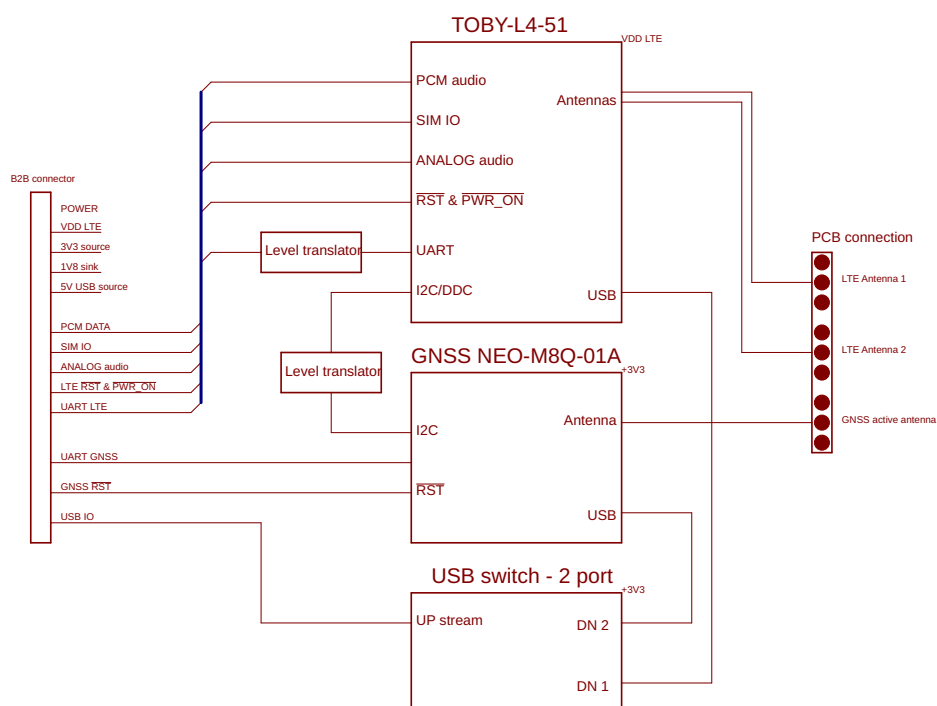 TOBY-L4-51
VDD LTE
PCM audio
Antennas
SIM IO
ANALOG audio
RST & PWR_ON
Level translator
UART
I2C/DDC
USB
B2B connector
POWER
VDD LTE
3V3 source
1V8 sink
5V USB source
PCM DATA
SIM IO
ANALOG audio
LTE RST & PWR_ON
UART LTE
UART GNSS
GNSS RST
USB IO
Level translator
GNSS NEO-M8Q-01A
+3V3
Antenna
I2C
RST
USB
USB switch - 2 port
+3V3
UP stream
DN 2
DN 1
PCB connection
LTE Antenna 1
LTE Antenna 2
GNSS active antenna